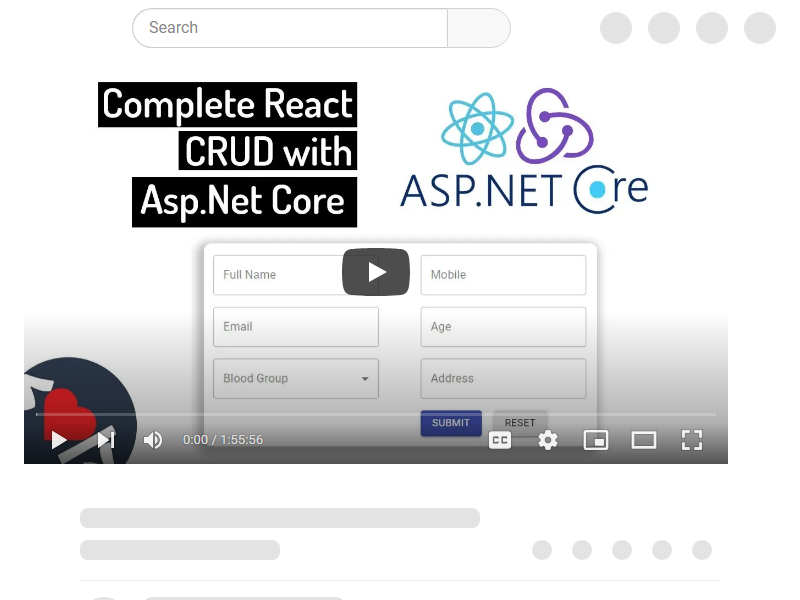 Search
Complete React
CRUD with
Asp.Net Core
ASP.NET Core
Full Name
Mobile
Email
Age
Blood Group
Address
SUBMIT
RESET
0:00 / 1:55:56
CC